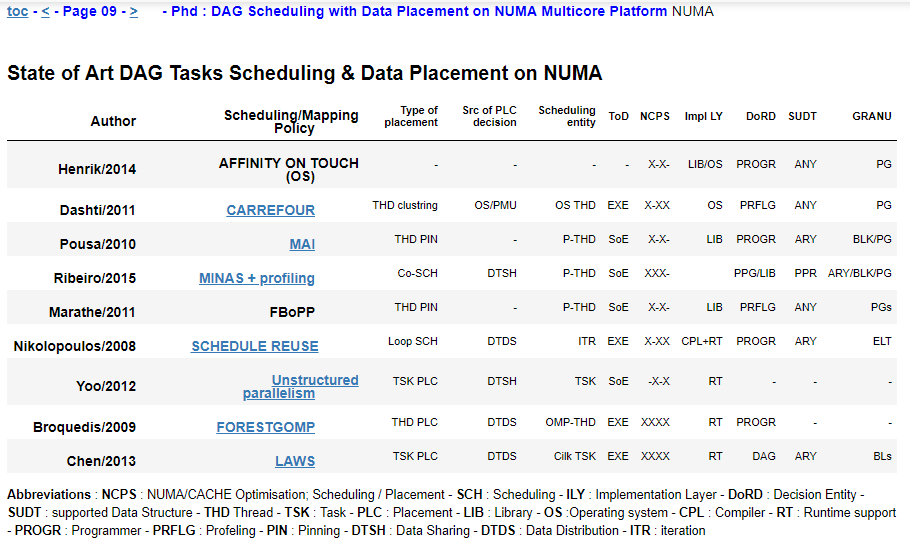 toc - < - Page 09 - > - Phd : DAG Scheduling with Data Placement on NUMA Multicore Platform NUMA
State of Art DAG Tasks Scheduling & Data Placement on NUMA
Author Scheduling/Mapping Policy Type of placement Src of PLC decision Scheduling entity ToD NCPS Impl LY DoRD SUDT GRANU
Henrik/2014 AFFINITY ON TOUCH (OS) - - - - X-X- LIB/OS PROGR ANY PG
Dashti/2011 CARREFOUR THD clustring OS/PMU OS THD EXE X-XX OS PRFLG ANY PG
Pousa/2010 MAI THD PIN - P-THD SoE X-X- LIB PROGR ARY BLK/PG
Ribeiro/2015 MINAS + profiling Co-SCH DTSH P-THD SoE XXX- PPG/LIB PPR ARY/BLK/PG
Marathe/2011 FBoPP THD PIN - P-THD SoE X-X- LIB PRFLG ANY PGs
Nikolopoulos/2008 SCHEDULE REUSE Loop SCH DTDS ITR EXE X-XX CPL+RT PROGR ARY ELT
Yoo/2012 Unstructured parallelism TSK PLC DTSH TSK SoE -X-X RT - - -
Broquedis/2009 FORESTGOMP THD PLC DTDS OMP-THD EXE XXXX RT PROGR - -
Chen/2013 LAWS TSK PLC DTDS Cilk TSK EXE XXXX RT DAG ARY BLs
Abbreviations : NCPS : NUMA/CACHE Optimisation; Scheduling / Placement - SCH : Scheduling - ILY : Implementation Layer - DoRD : Decision Entity -
SUDT : supported Data Structure - THD Thread - TSK : Task - PLC : Placement - LIB : Library - OS :Operating system - CPL : Compiler - RT : Runtime support
- PROGR : Programmer - PRFLG : Profeling - PIN : Pinning - DTSH : Data Sharing - DTDS : Data Distribution - ITR : iteration